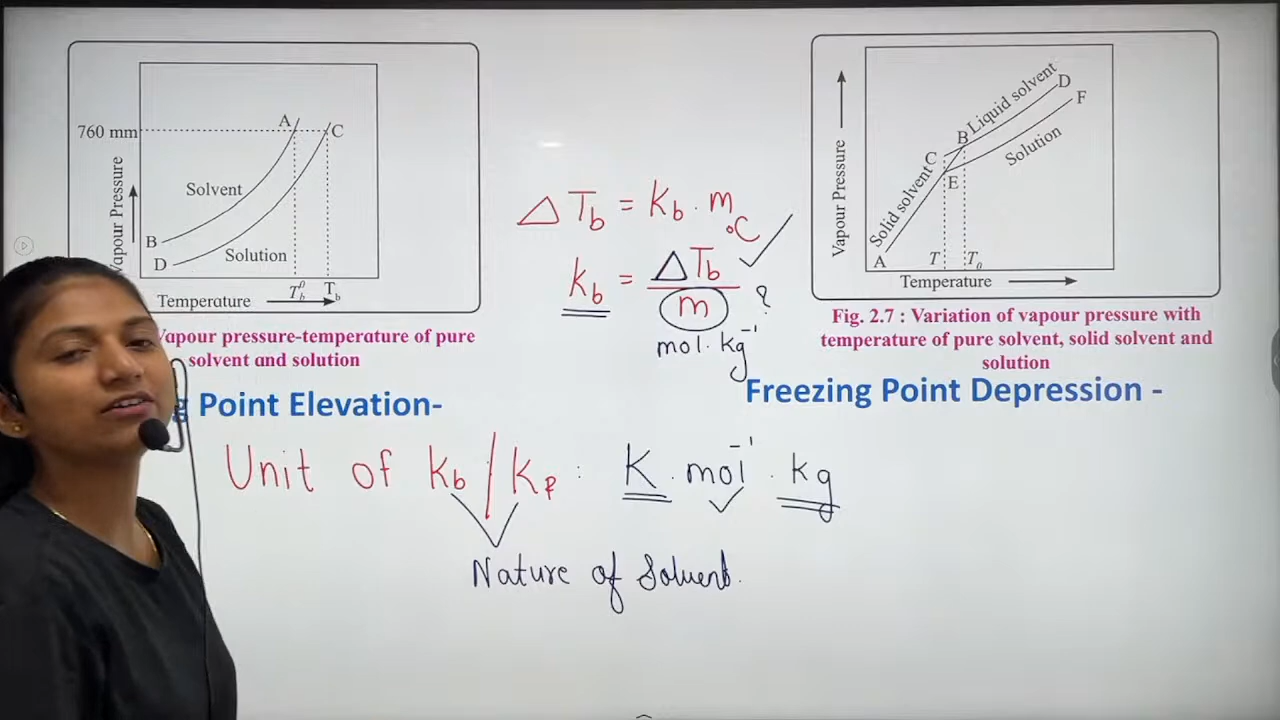 760 mm
A
C
Vapour Pressure
Solvent
Solution
B
D
T⁰b
Tb
Temperature
Vapour pressure-temperature of pure
solvent and solution
Point Elevation-
ΔTb = Kb . m
°C
Kb = ΔTb / m
?
mol . kg⁻¹
Vapour Pressure
Solid solvent
Liquid solvent
Solution
A
B
C
D
E
F
T
T₀
Temperature
Fig. 2.7 : Variation of vapour pressure with
temperature of pure solvent, solid solvent and
solution
Freezing Point Depression -
Unit of Kb / Kf : K . mol⁻¹ . kg
Nature of Solvent.